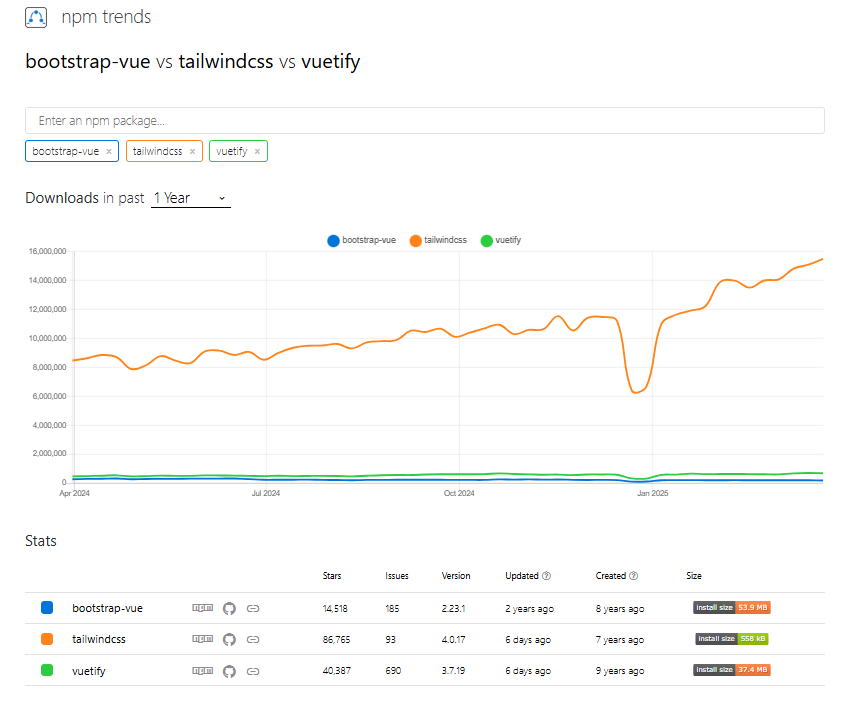 npm trends
bootstrap-vue vs tailwindcss vs vuetify
Enter an npm package...
bootstrap-vue × tailwindcss × vuetify ×
Downloads in past 1 Year
bootstrap-vue tailwindcss vuetify
16,000,000
14,000,000
12,000,000
10,000,000
8,000,000
6,000,000
4,000,000
2,000,000
0
Apr 2024 Jul 2024 Oct 2024 Jan 2025
Stats
Stars Issues Version Updated ? Created ? Size
bootstrap-vue npm 14,518 185 2.23.1 2 years ago 8 years ago install size 53.9 MB
tailwindcss npm 86,765 93 4.0.17 6 days ago 7 years ago install size 558 kB
vuetify npm 40,387 690 3.7.19 6 days ago 9 years ago install size 37.4 MB